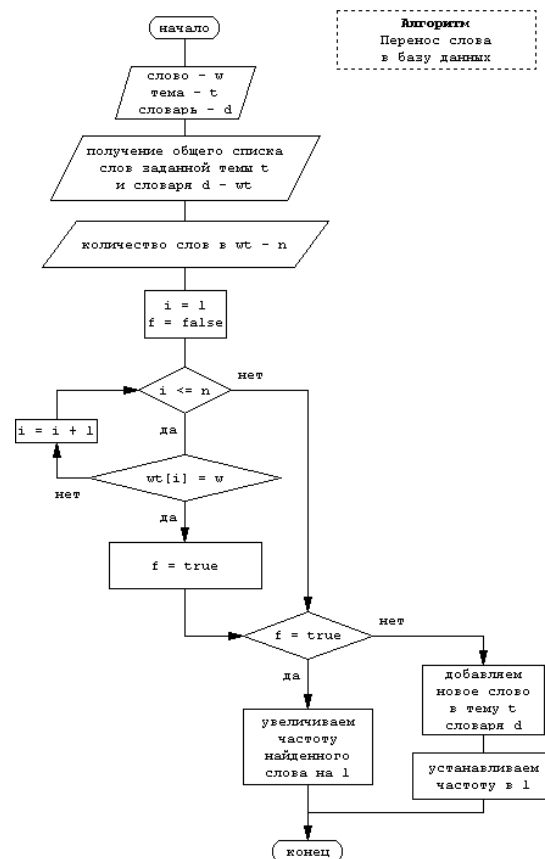 Алгоритм
Перенос слова
в базу данных
начало
слово - w
тема - t
словарь - d
получение общего списка
слов заданной темы t
и словаря d - wt
количество слов в wt - n
i = 1
f = false
i <= n
нет
i = i + 1
да
wt[i] = w
нет
да
f = true
f = true
нет
да
добавляем
новое слово
в тему t
словаря d
увеличиваем
частоту
найденного
слова на 1
устанавливаем
частоту в 1
конец